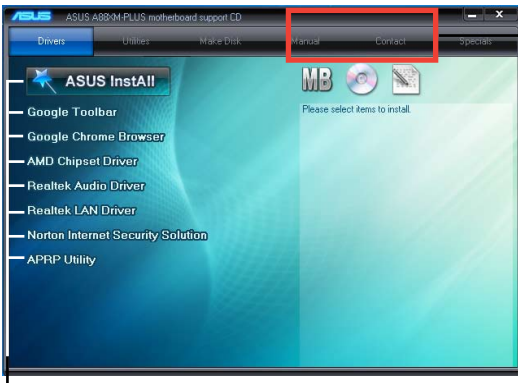 ASUS ASUS A88XM-PLUS motherboard support CD
Drivers Utilities Make Disk Manual Contact Specials
ASUS InstAll MB
Google Toolbar Please select items to install.
Google Chrome Browser
AMD Chipset Driver
Realtek Audio Driver
Realtek LAN Driver
Norton Internet Security Solution
APRP Utility